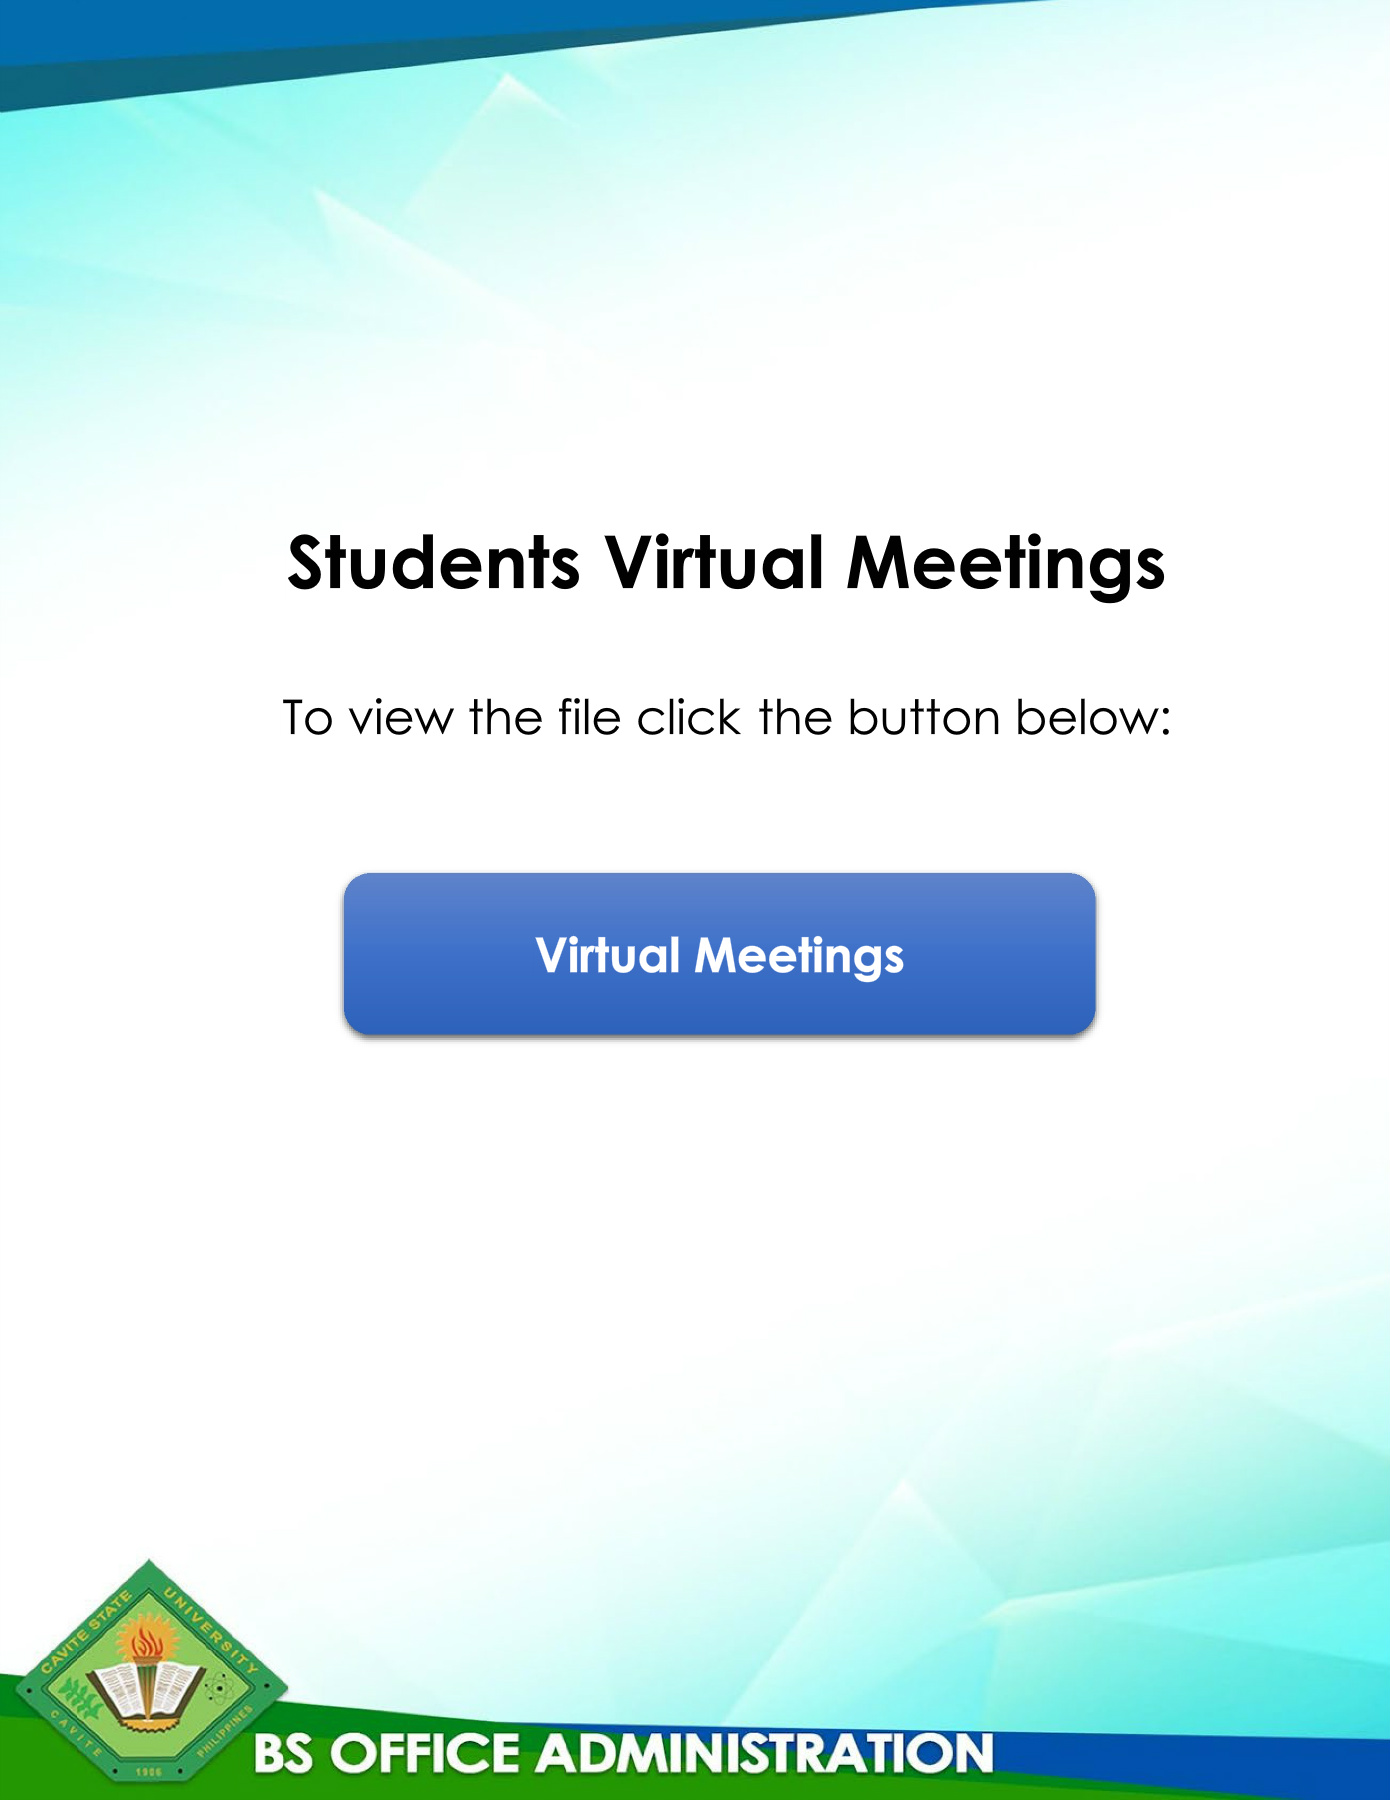 Students Virtual Meetings
To view the file click the button below:
Virtual Meetings
CAVITE STATE UNIVERSITY
CAVITE
PHILIPPINES
1906
BS OFFICE ADMINISTRATION